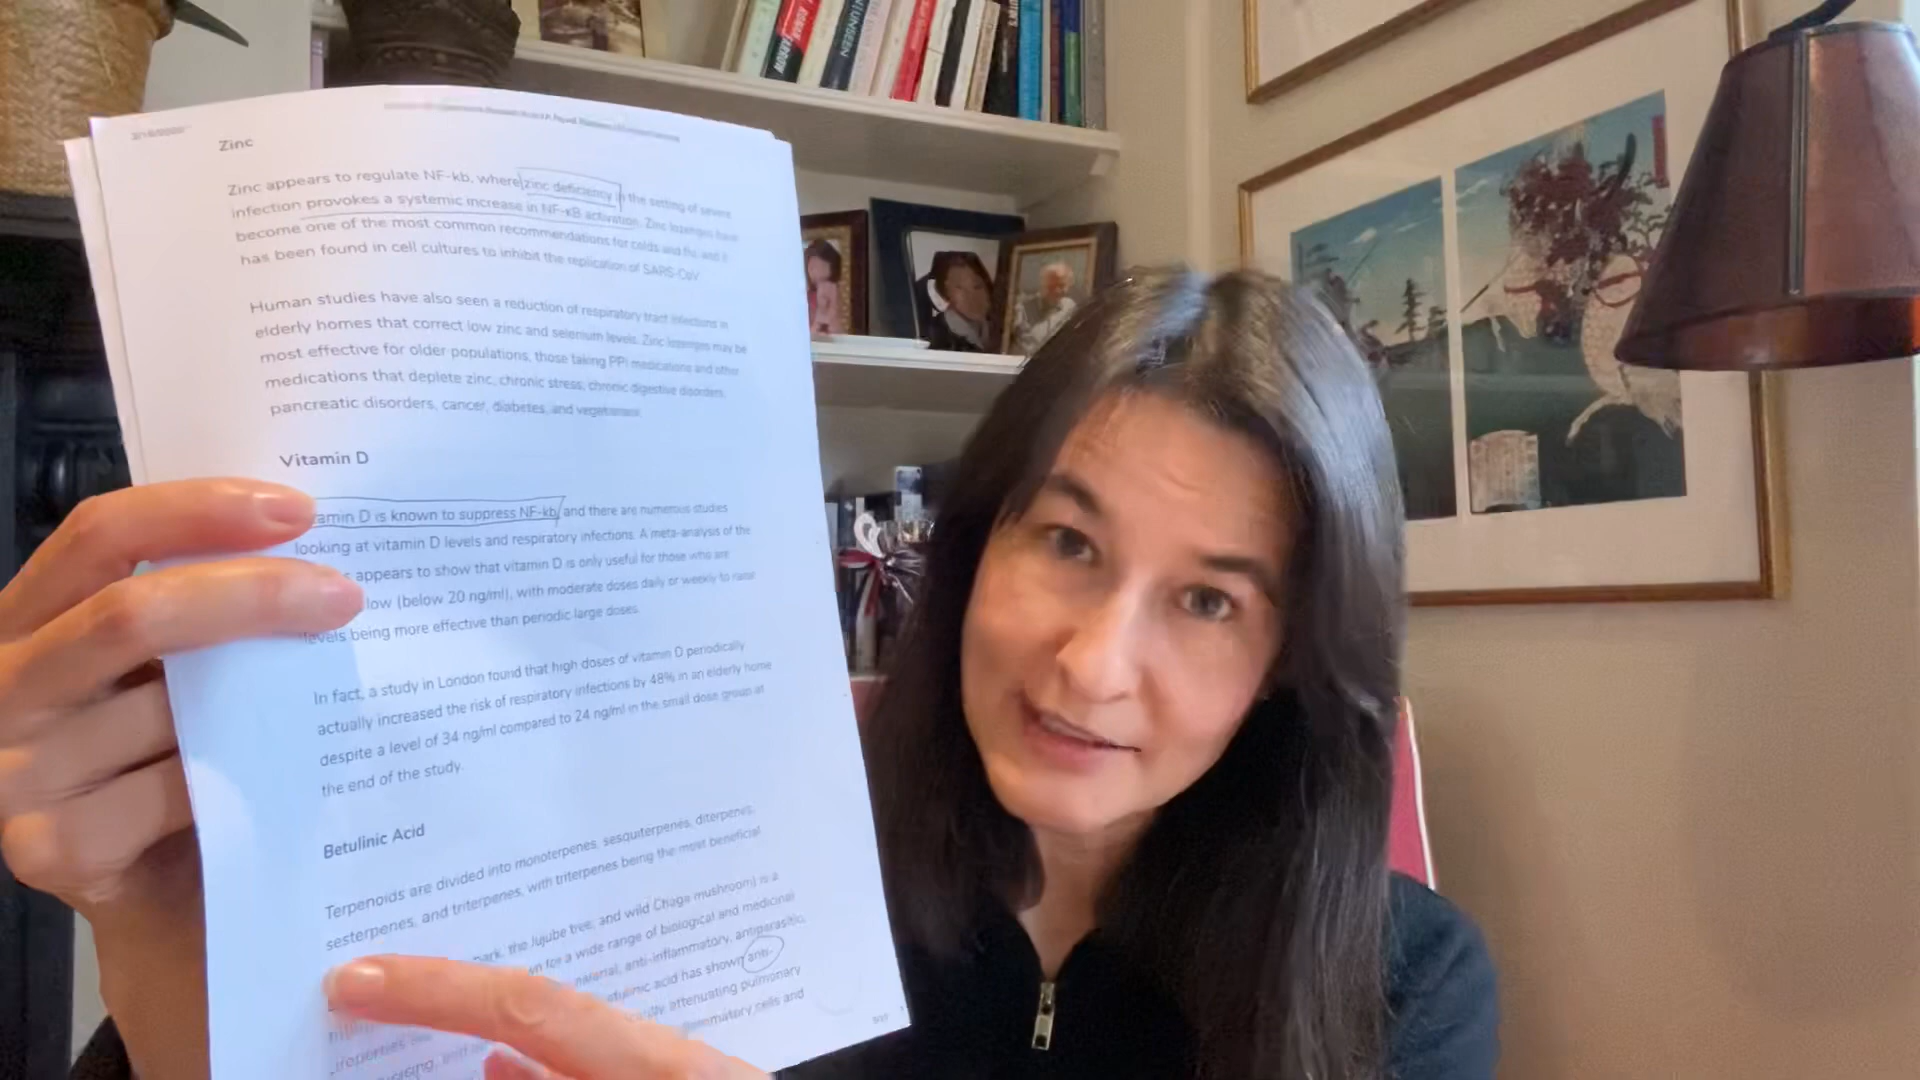 Zinc
Zinc appears to regulate NF-kb, where zinc deficiency in the setting of severe
infection provokes a systemic increase in NF-κB activation. Zinc lozenges have
become one of the most common recommendations for colds and flu and it
has been found in cell cultures to inhibit the replication of SARS-CoV
Human studies have also seen a reduction of respiratory tract infections in
elderly homes that correct low zinc and selenium levels. Zinc lozenges may be
most effective for older populations, those taking PPI medications and other
medications that deplete zinc, chronic stress, chronic digestive disorders,
pancreatic disorders, cancer, diabetes, and vegetarians.
Vitamin D
tamin D is known to suppress NF-kb, and there are numerous studies
looking at vitamin D levels and respiratory infections. A meta-analysis of the
appears to show that vitamin D is only useful for those who are
low (below 20 ng/ml), with moderate doses daily or weekly to raise
levels being more effective than periodic large doses.
In fact, a study in London found that high doses of vitamin D periodically
actually increased the risk of respiratory infections by 48% in an elderly home
despite a level of 34 ng/ml compared to 24 ng/ml in the small dose group at
the end of the study.
Betulinic Acid
Terpenoids are divided into monoterpenes, sesquiterpenes, diterpenes,
sesterpenes, and triterpenes, with triterpenes being the most beneficial.
bark, the Jujube tree, and wild Chaga mushroom) is a
for a wide range of biological and medicinal
malarial, anti-inflammatory, antiparasitic,
acid has shown anti-
attenuating pulmonary
cells and
UNSEEN
FARROW